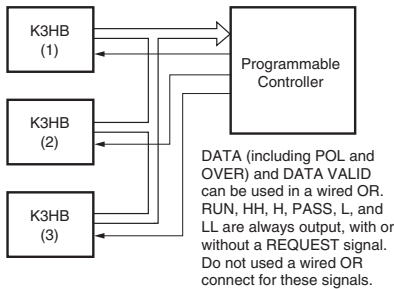 K3HB
(1)
K3HB
(2)
K3HB
(3)
Programmable
Controller
DATA (including POL and
OVER) and DATA VALID
can be used in a wired OR.
RUN, HH, H, PASS, L, and
LL are always output, with or
without a REQUEST signal.
Do not used a wired OR
connect for these signals.